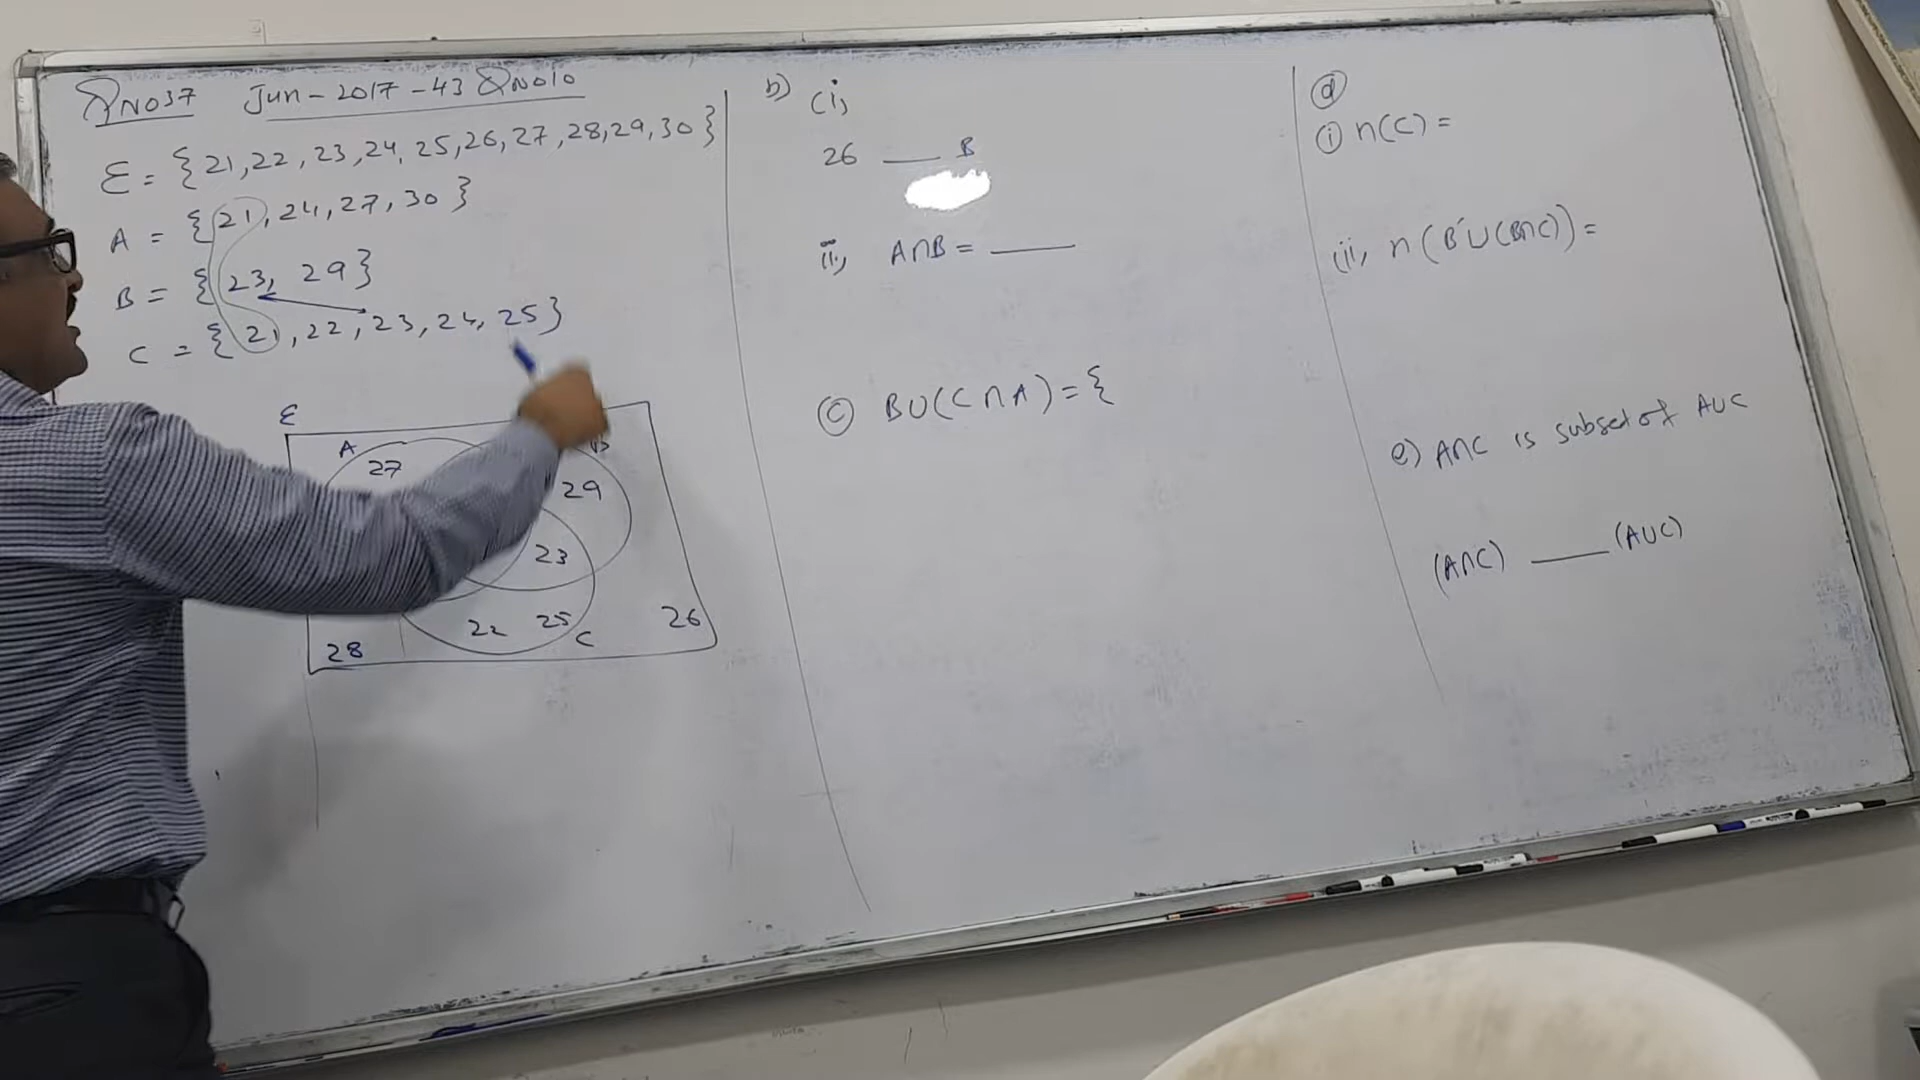 QNO37 Jun-2017-43 QNO10
ℰ = {21,22,23,24,25,26,27,28,29,30}
A = {21,24,27,30}
B = {23, 29}
C = {21,22,23,24,25}
ℰ
A
27
29
23
22 25
C
26
28
b) (i)
26 ___ B
ii) A∩B = ___
(c) B∪(C∩A) = {
(d)
(i) n(C) =
(ii) n(B'∪(B∩C)) =
e) A∩C is subset of A∪C
(A∩C) ___ (A∪C)